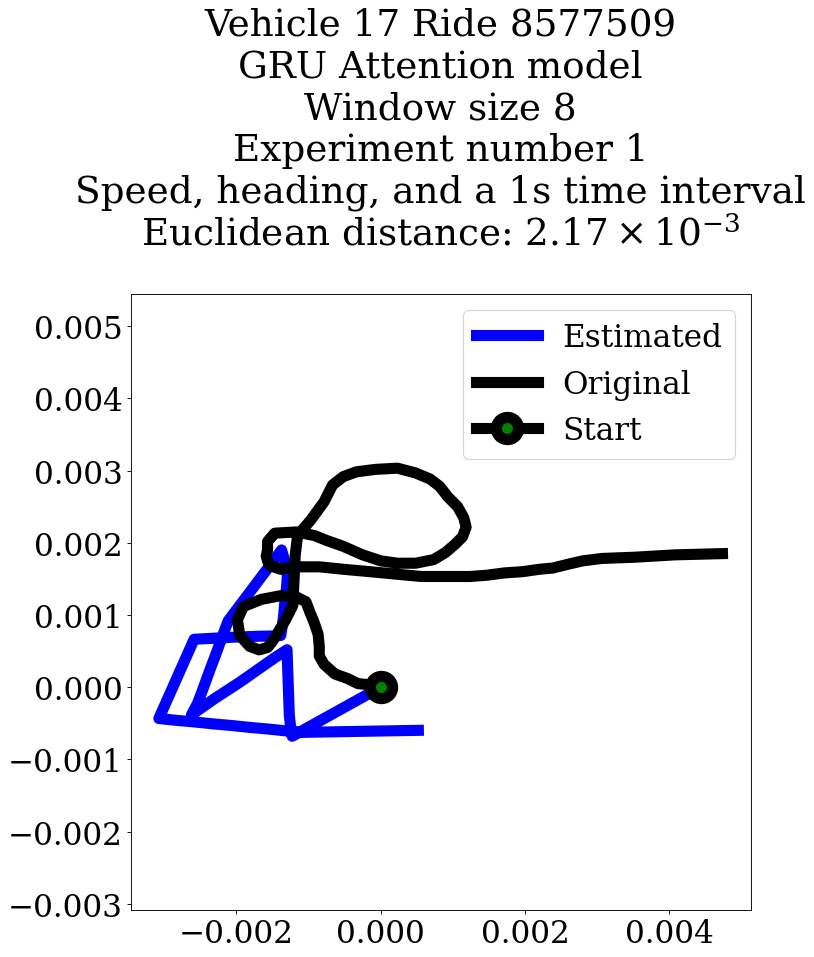 Vehicle 17 Ride 8577509
GRU Attention model
Window size 8
Experiment number 1
Speed, heading, and a 1s time interval
Euclidean distance: 2.17 × 10⁻³
Estimated
Original
Start
0.005
0.004
0.003
0.002
0.001
0.000
−0.001
−0.002
−0.003
−0.002 0.000 0.002 0.004